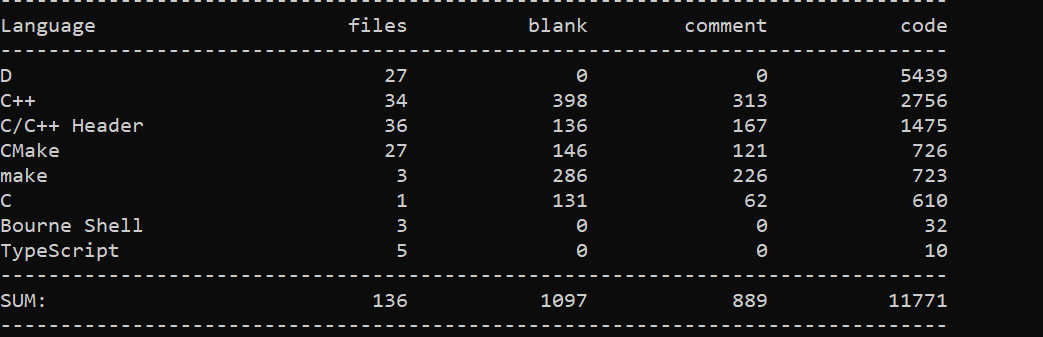 -------------------------------------------------------------------------------
Language                     files          blank        comment           code
-------------------------------------------------------------------------------
D                               27              0              0           5439
C++                             34            398            313           2756
C/C++ Header                    36            136            167           1475
CMake                           27            146            121            726
make                             3            286            226            723
C                                1            131             62            610
Bourne Shell                     3              0              0             32
TypeScript                       5              0              0             10
-------------------------------------------------------------------------------
SUM:                           136           1097            889          11771
-------------------------------------------------------------------------------